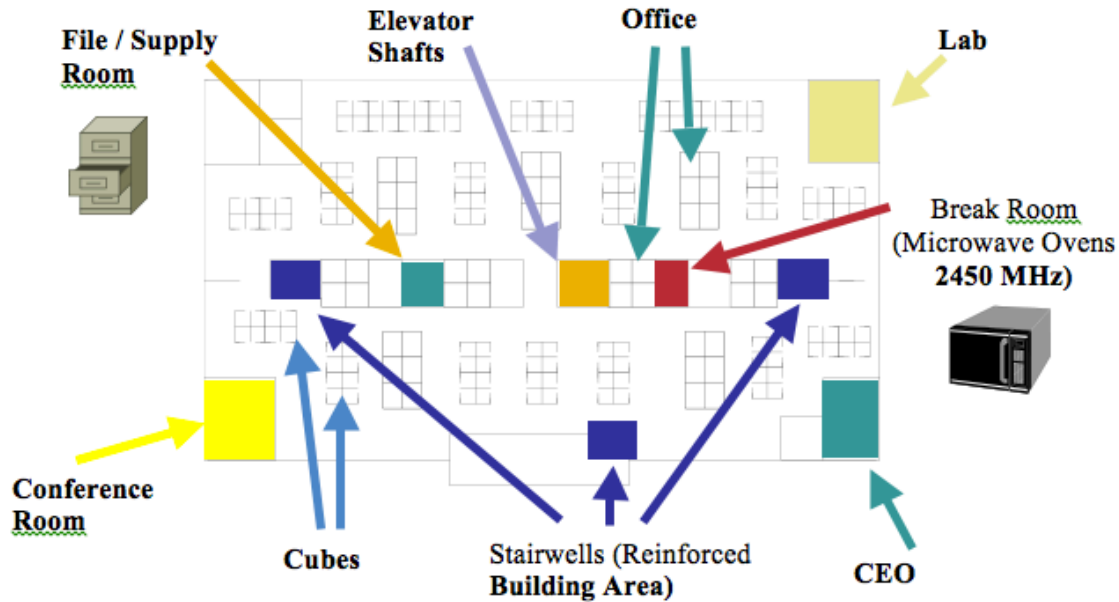 File / Supply
Room
Elevator
Shafts
Office
Lab
Break Room
(Microwave Ovens
2450 MHz)
Conference
Room
Cubes
Stairwells (Reinforced
Building Area)
CEO